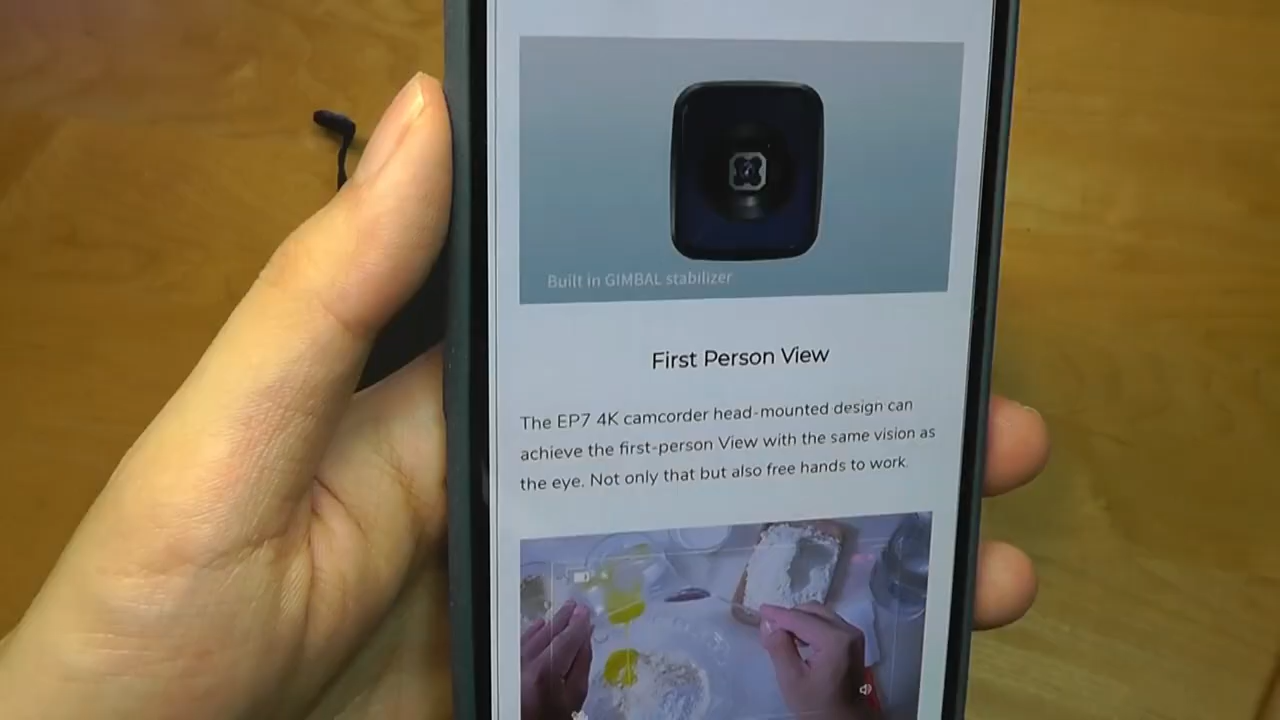 Built in GIMBAL stabilizer
First Person View
The EP7 4K camcorder head-mounted design can
achieve the first-person View with the same vision as
the eye. Not only that but also free hands to work.